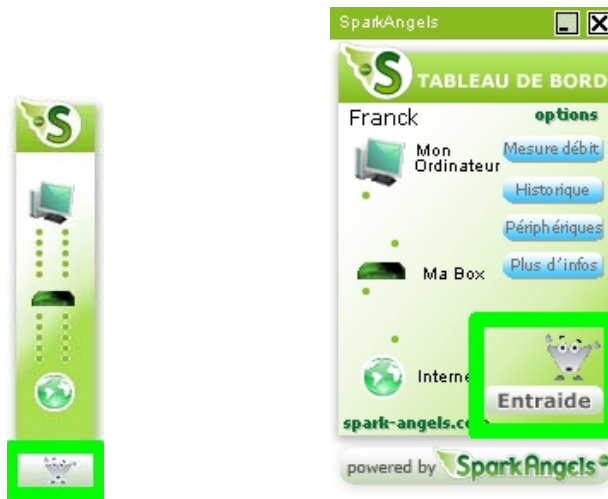 S
SparkAngels
S TABLEAU DE BORD
Franck
options
Mon
Ordinateur
Mesure débit
Historique
Périphériques
Ma Box
Plus d'infos
Interne
Entraide
spark-angels.c
powered by SparkAngels